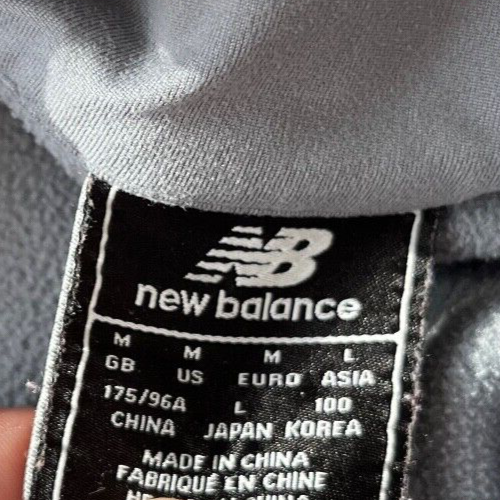 NB
new balance
M M M L
GB US EURO ASIA
175/96A L 100
CHINA JAPAN KOREA
MADE IN CHINA
FABRIQUÉ EN CHINE